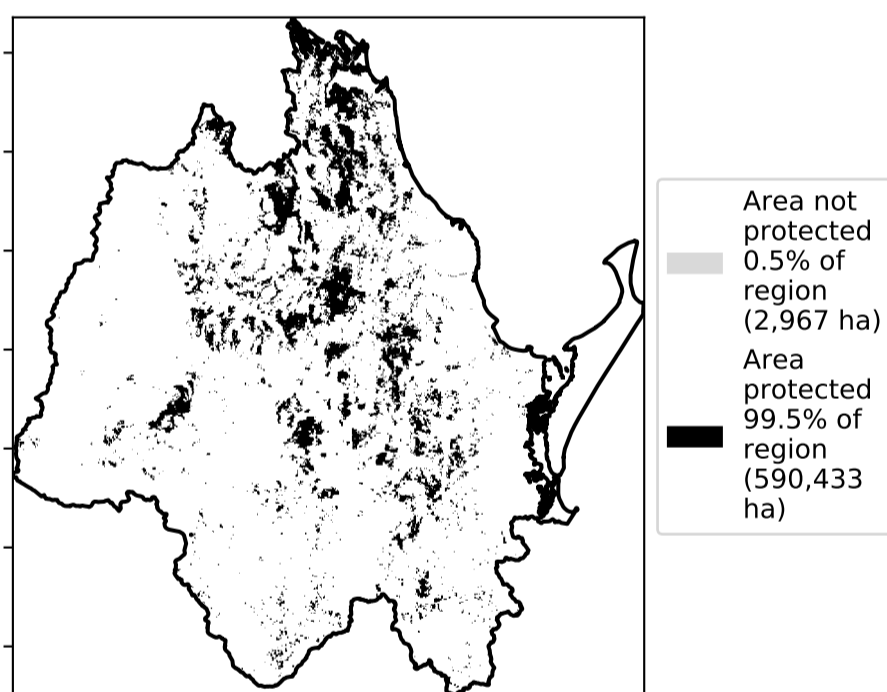 Area not
protected
0.5% of
region
(2,967 ha)
Area
protected
99.5% of
region
(590,433
ha)